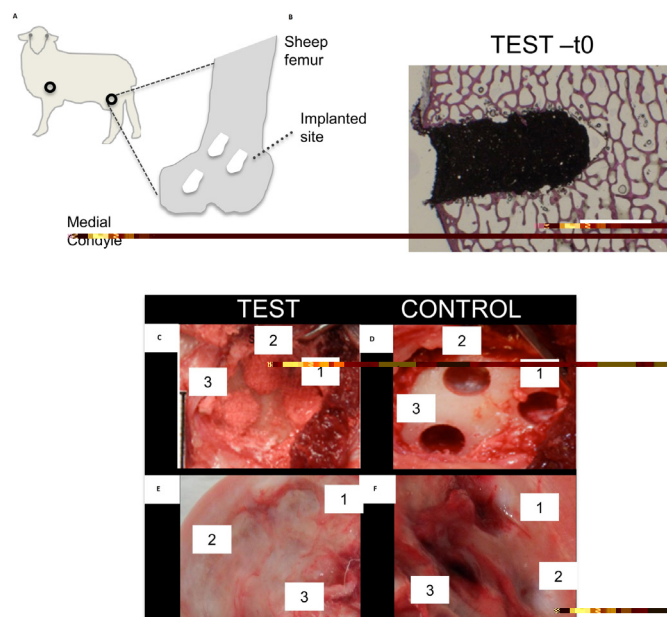 A
B
TEST –t0
Sheep
femur
Implanted
site
Medial
Condyle
TEST
CONTROL
C
2
1
3
D
2
1
3
E
1
2
3
F
1
2
3